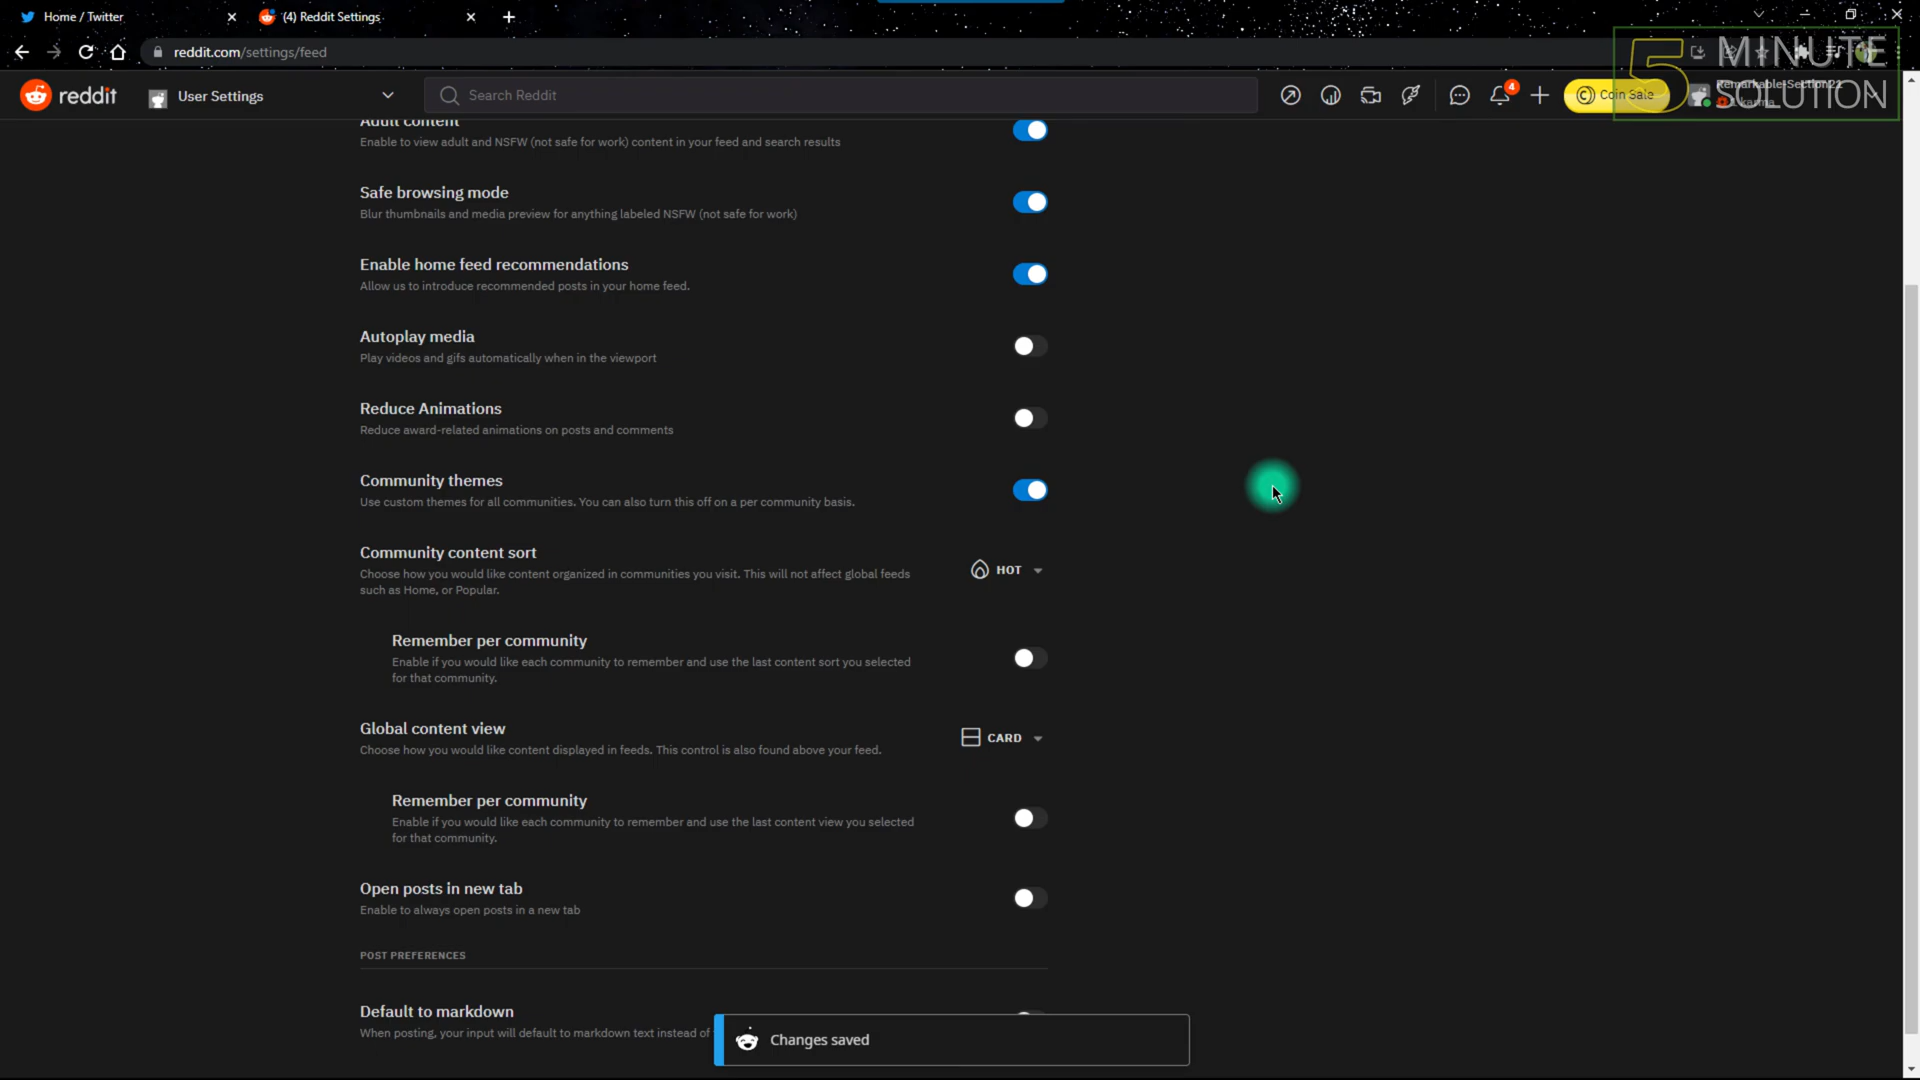 Home / Twitter
(4) Reddit Settings
reddit.com/settings/feed
5 MINUTE
SOLUTION
reddit
User Settings
Search Reddit
4
Coin Sale
Remarkable-Section21
karma
Adult content
Enable to view adult and NSFW (not safe for work) content in your feed and search results
Safe browsing mode
Blur thumbnails and media preview for anything labeled NSFW (not safe for work)
Enable home feed recommendations
Allow us to introduce recommended posts in your home feed.
Autoplay media
Play videos and gifs automatically when in the viewport
Reduce Animations
Reduce award-related animations on posts and comments
Community themes
Use custom themes for all communities. You can also turn this off on a per community basis.
Community content sort
Choose how you would like content organized in communities you visit. This will not affect global feeds
such as Home, or Popular.
HOT
Remember per community
Enable if you would like each community to remember and use the last content sort you selected
for that community.
Global content view
Choose how you would like content displayed in feeds. This control is also found above your feed.
CARD
Remember per community
Enable if you would like each community to remember and use the last content view you selected
for that community.
Open posts in new tab
Enable to always open posts in a new tab
POST PREFERENCES
Default to markdown
When posting, your input will default to markdown text instead of
Changes saved